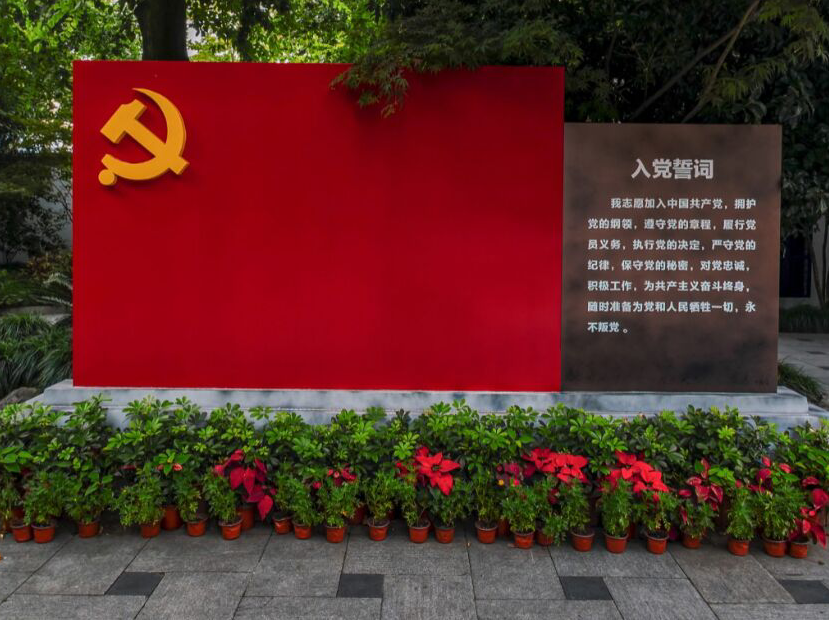 入党誓词
我志愿加入中国共产党，拥护
党的纲领，遵守党的章程，履行党
员义务，执行党的决定，严守党的
纪律，保守党的秘密，对党忠诚，
积极工作，为共产主义奋斗终身，
随时准备为党和人民牺牲一切，永
不叛党 。